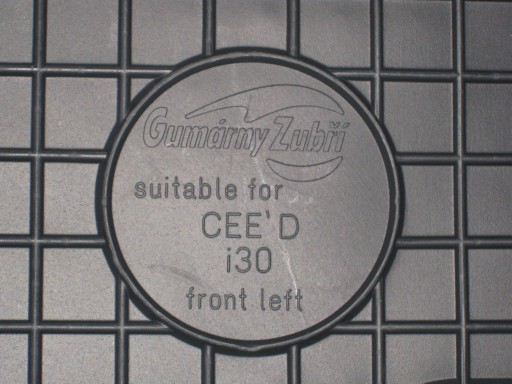 Gumárny Zubří
suitable for
CEE'D
i30
front left